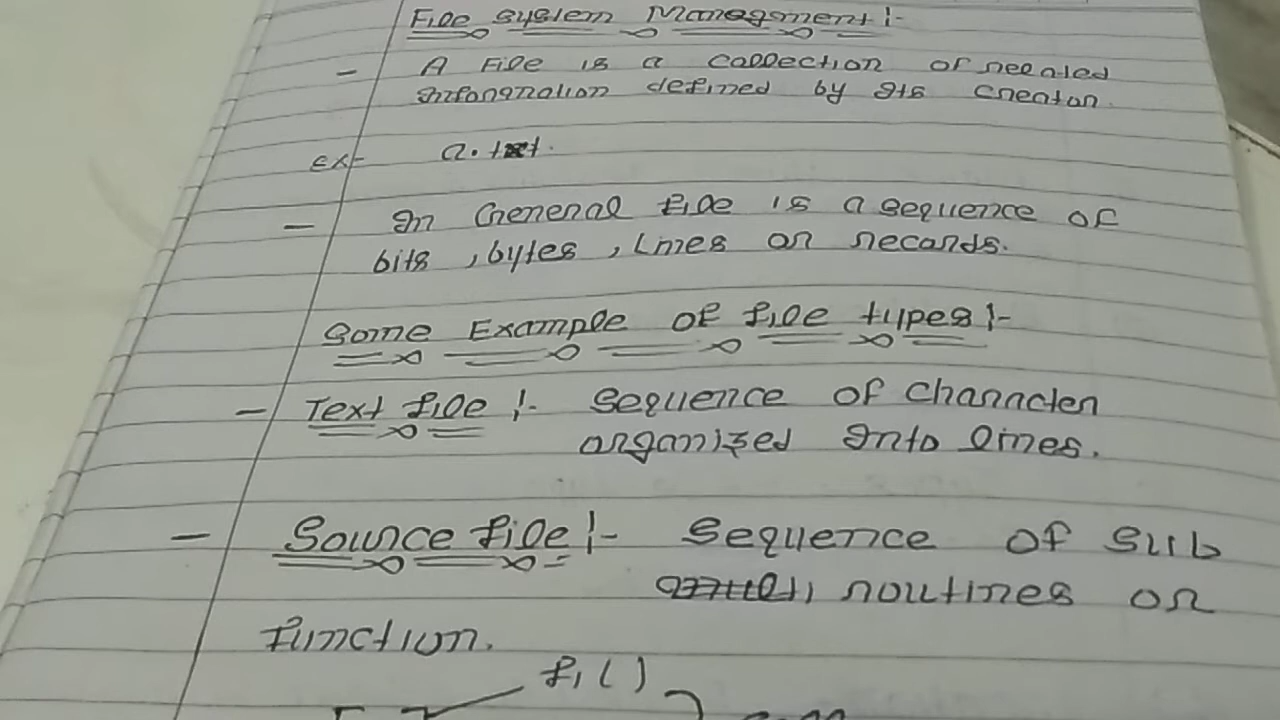 File System Management :-
- A File is a collection of related
information defined by its creator.
ex- a.txt.
- In General file is a sequence of
bits, bytes, Lines or records.
Some Example of file types :-
- Text file :- sequence of character
organized into lines.
- Source file :- sequence of sub
routines or
function.
f1()